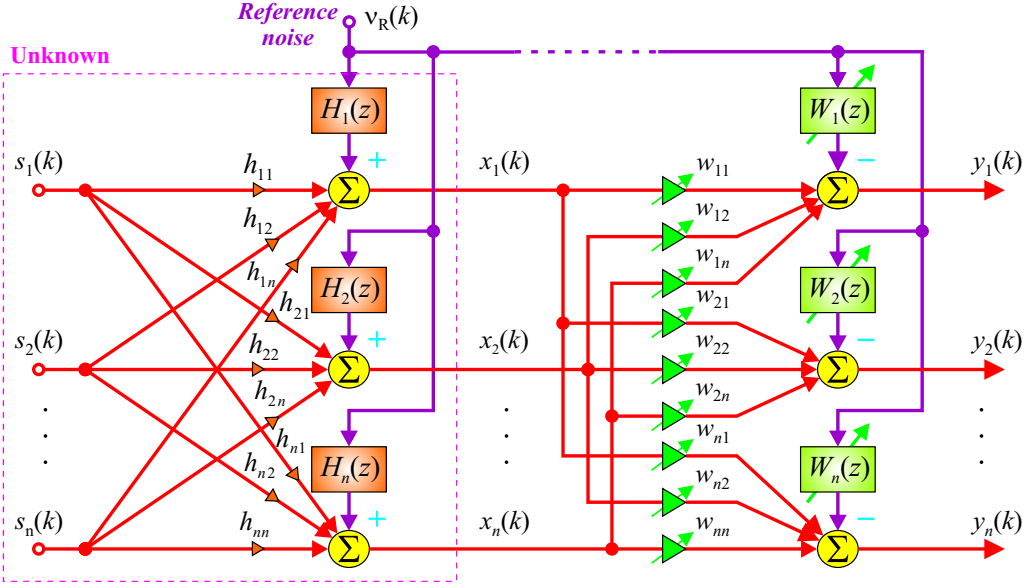 Reference
noise
ν_R(k)
Unknown
H_1(z)
W_1(z)
+
−
s_1(k)
h_11
Σ
x_1(k)
w_11
Σ
y_1(k)
h_12
w_12
h_1n
w_1n
H_2(z)
W_2(z)
h_21
w_21
+
−
s_2(k)
h_22
Σ
x_2(k)
w_22
Σ
y_2(k)
h_2n
w_2n
h_n1
w_n1
H_n(z)
W_n(z)
h_n2
w_n2
+
−
s_n(k)
h_nn
Σ
x_n(k)
w_nn
Σ
y_n(k)